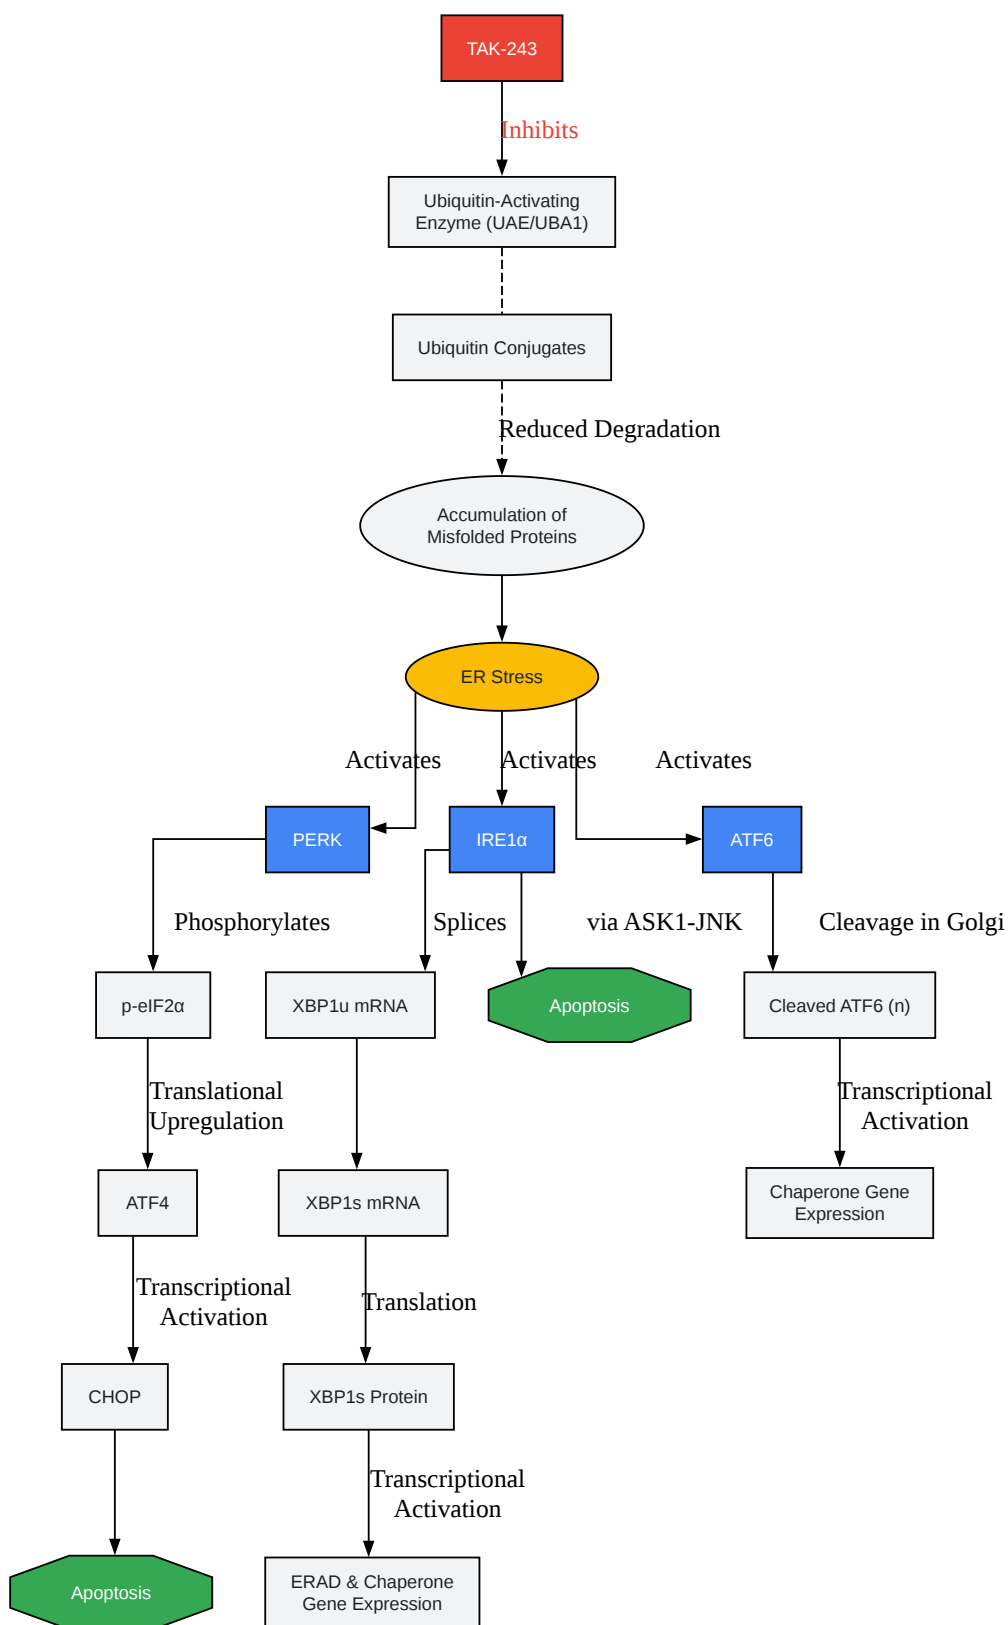 TAK-243
Inhibits
Ubiquitin-Activating
Enzyme (UAE/UBA1)
Ubiquitin Conjugates
Reduced Degradation
Accumulation of
Misfolded Proteins
ER Stress
Activates
Activates
Activates
PERK
IRE1α
ATF6
Phosphorylates
Splices
via ASK1-JNK
Cleavage in Golgi
p-eIF2α
XBP1u mRNA
Apoptosis
Cleaved ATF6 (n)
Translational
Upregulation
Transcriptional
Activation
ATF4
XBP1s mRNA
Chaperone Gene
Expression
Transcriptional
Activation
Translation
CHOP
XBP1s Protein
Transcriptional
Activation
Apoptosis
ERAD & Chaperone
Gene Expression